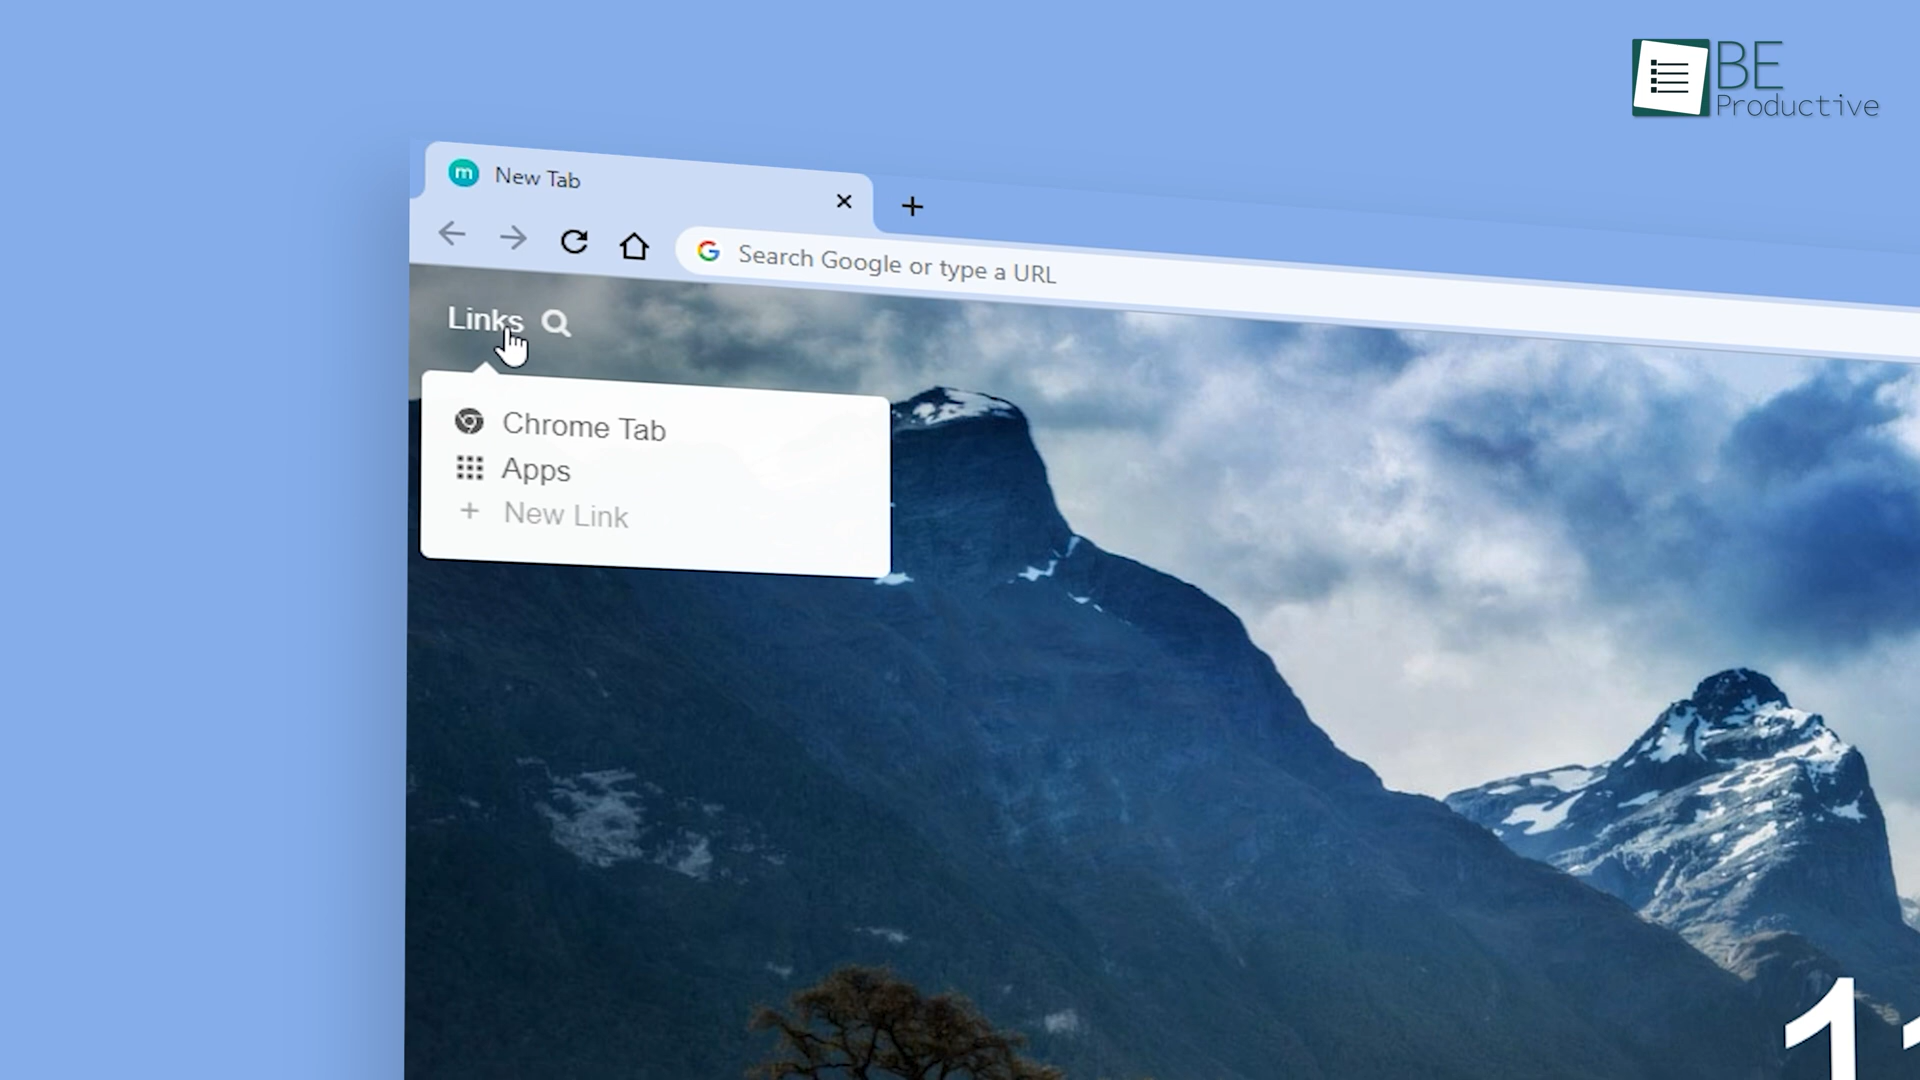 BE
Productive
m New Tab
Search Google or type a URL
Links
Chrome Tab
Apps
New Link